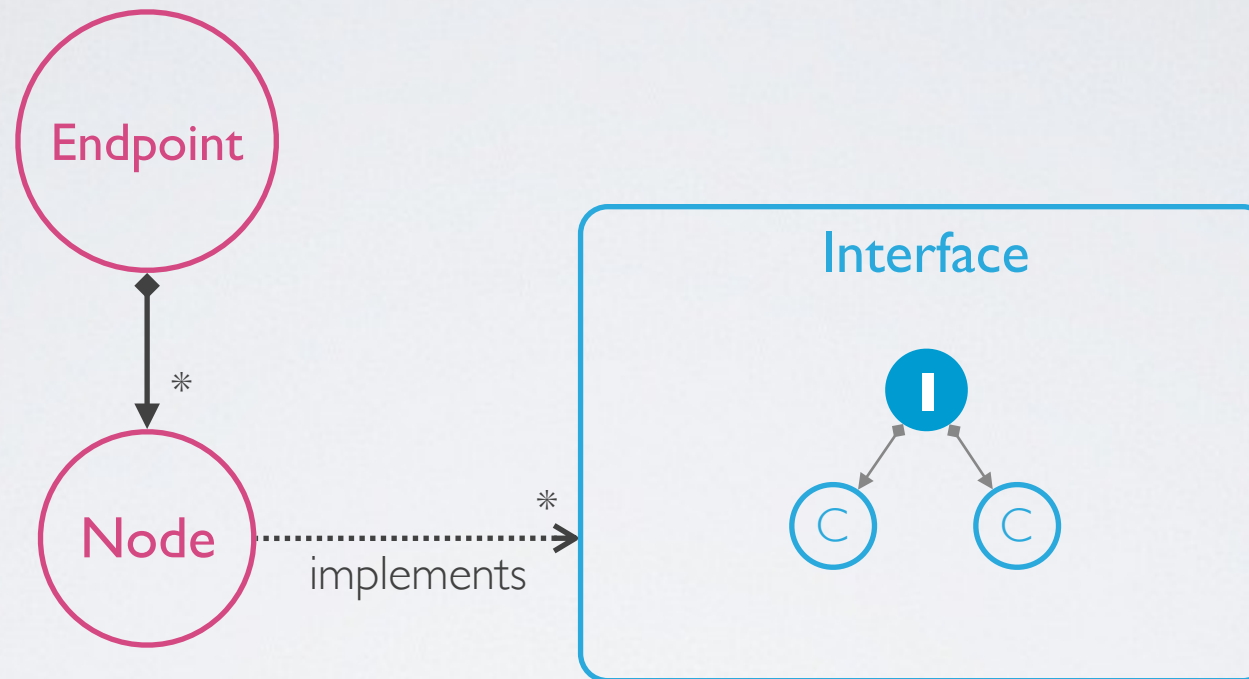 Endpoint
*
Node
*
implements
Interface
I
C
C